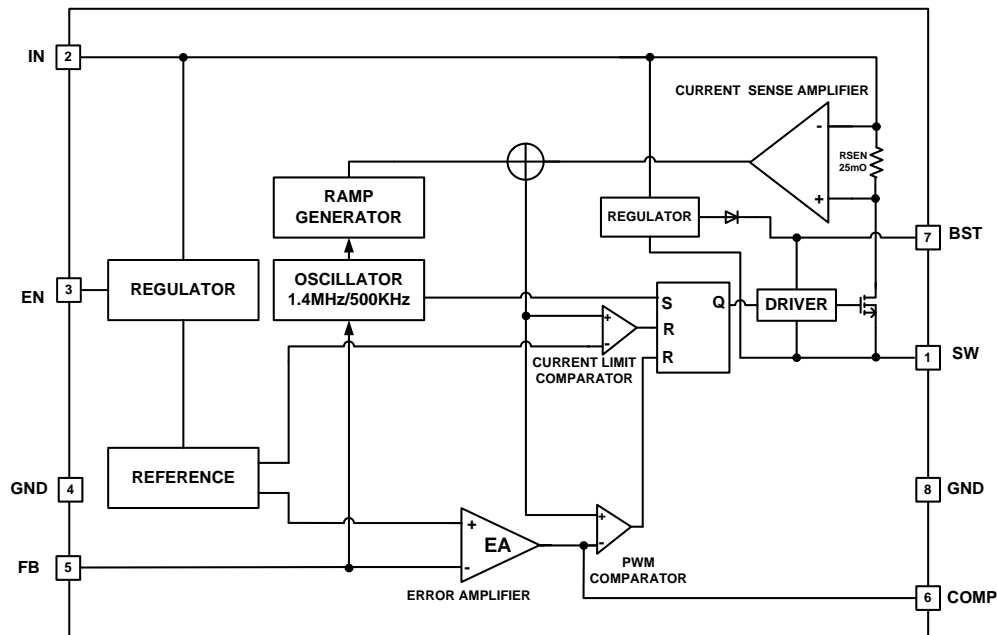 IN
2
CURRENT SENSE AMPLIFIER
-
RSEN
25mO
+
RAMP
GENERATOR
REGULATOR
7
BST
EN
3
REGULATOR
OSCILLATOR
1.4MHz/500KHz
S
Q
R
R
DRIVER
+
-
CURRENT LIMIT
COMPARATOR
1
SW
REFERENCE
GND
4
8
GND
+
EA
-
ERROR AMPLIFIER
+
-
PWM
COMPARATOR
FB
5
6
COMP